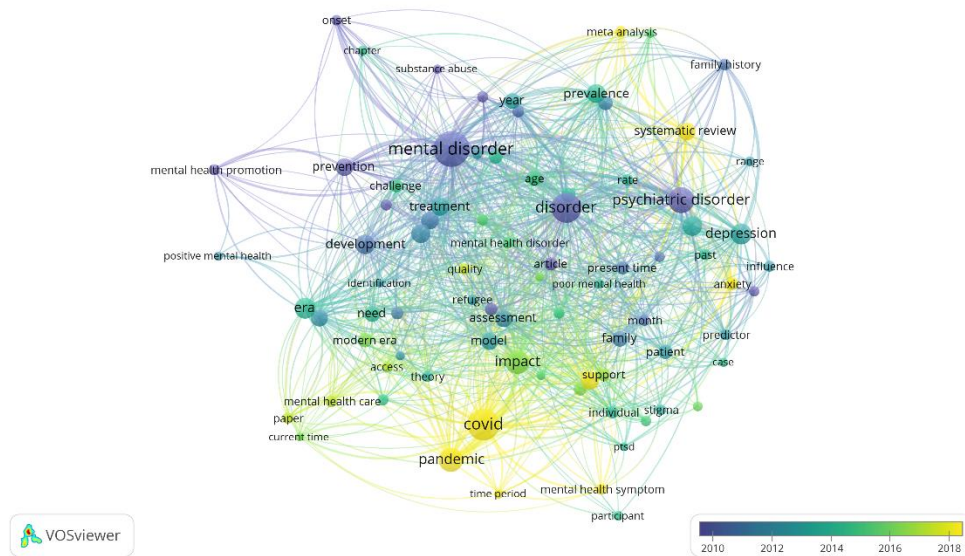 onset
meta analysis
chapter
family history
substance abuse
year
prevalence
systematic review
mental disorder
range
mental health promotion
prevention
age
rate
challenge
psychiatric disorder
treatment
disorder
depression
development
mental health disorder
past
positive mental health
article
present time
influence
quality
identification
poor mental health
anxiety
refugee
era
need
assessment
month
modern era
model
family
predictor
patient
impact
access
case
theory
support
mental health care
paper
covid
individual
stigma
current time
ptsd
pandemic
time period
mental health symptom
participant
VOSviewer
2010 2012 2014 2016 2018